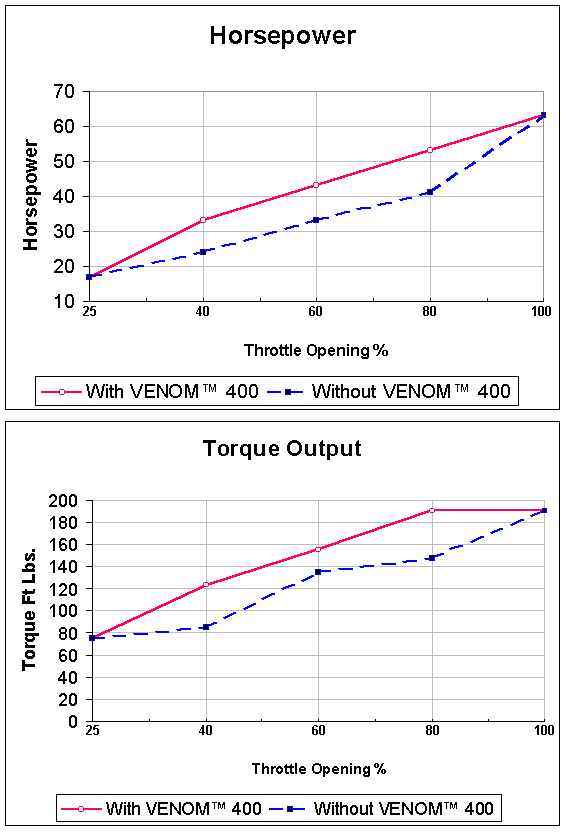 Horsepower
Horsepower
70
60
50
40
30
20
10
25 40 60 80 100
Throttle Opening %
With VENOM™ 400 Without VENOM™ 400
Torque Output
Torque Ft Lbs.
200
180
160
140
120
100
80
60
40
20
0
25 40 60 80 100
Throttle Opening %
With VENOM™ 400 Without VENOM™ 400